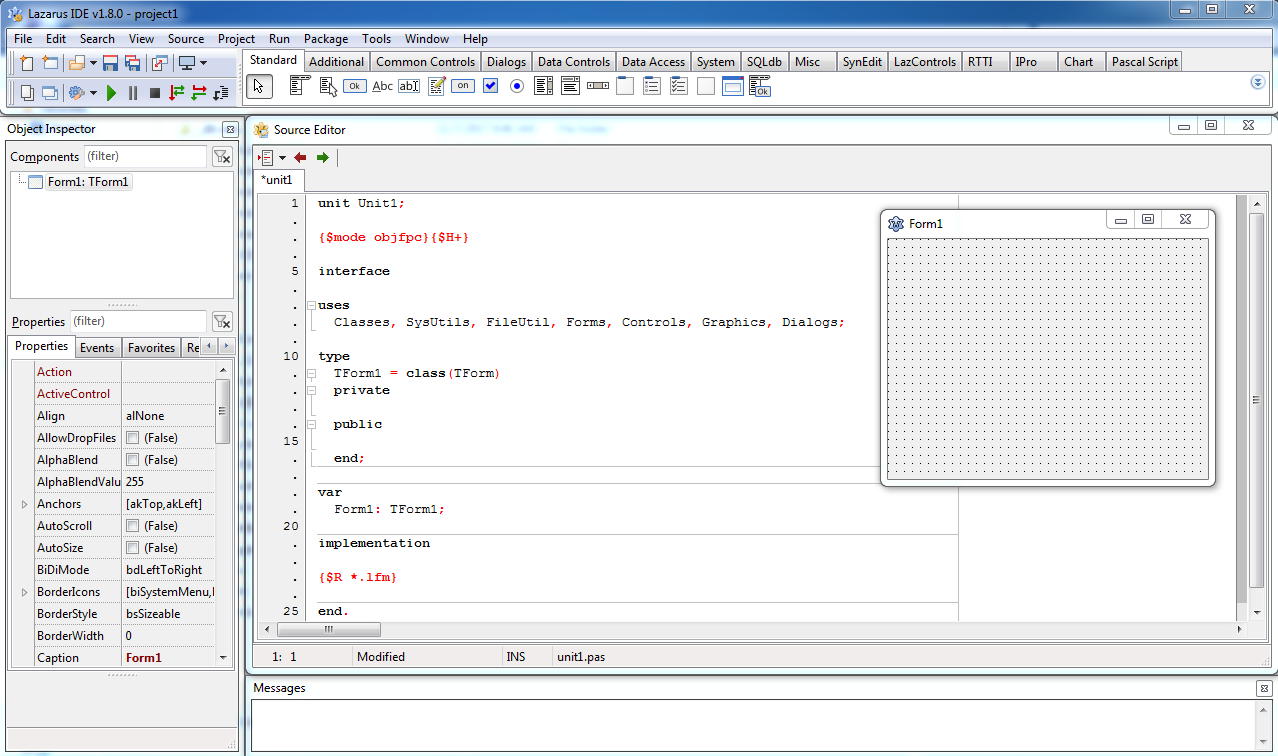 Lazarus IDE v1.8.0 - project1
File Edit Search View Source Project Run Package Tools Window Help
Standard Additional Common Controls Dialogs Data Controls Data Access System SQLdb Misc SynEdit LazControls RTTI IPro Chart Pascal Script
Ok Abc abI on Ok
Object Inspector
Components (filter)
Form1: TForm1
Properties (filter)
Properties Events Favorites Re
Action
ActiveControl
Align alNone
AllowDropFiles (False)
AlphaBlend (False)
AlphaBlendValu 255
Anchors [akTop,akLeft]
AutoScroll (False)
AutoSize (False)
BiDiMode bdLeftToRight
BorderIcons [biSystemMenu,
BorderStyle bsSizeable
BorderWidth 0
Caption Form1
Source Editor
*unit1
1 unit Unit1;
.
. {$mode objfpc}{$H+}
.
5 interface
.
. uses
. Classes, SysUtils, FileUtil, Forms, Controls, Graphics, Dialogs;
.
10 type
. TForm1 = class(TForm)
. private
.
. public
15
. end;
.
. var
. Form1: TForm1;
20
. implementation
.
. {$R *.lfm}
.
25 end.
1: 1 Modified INS unit1.pas
Form1
Messages